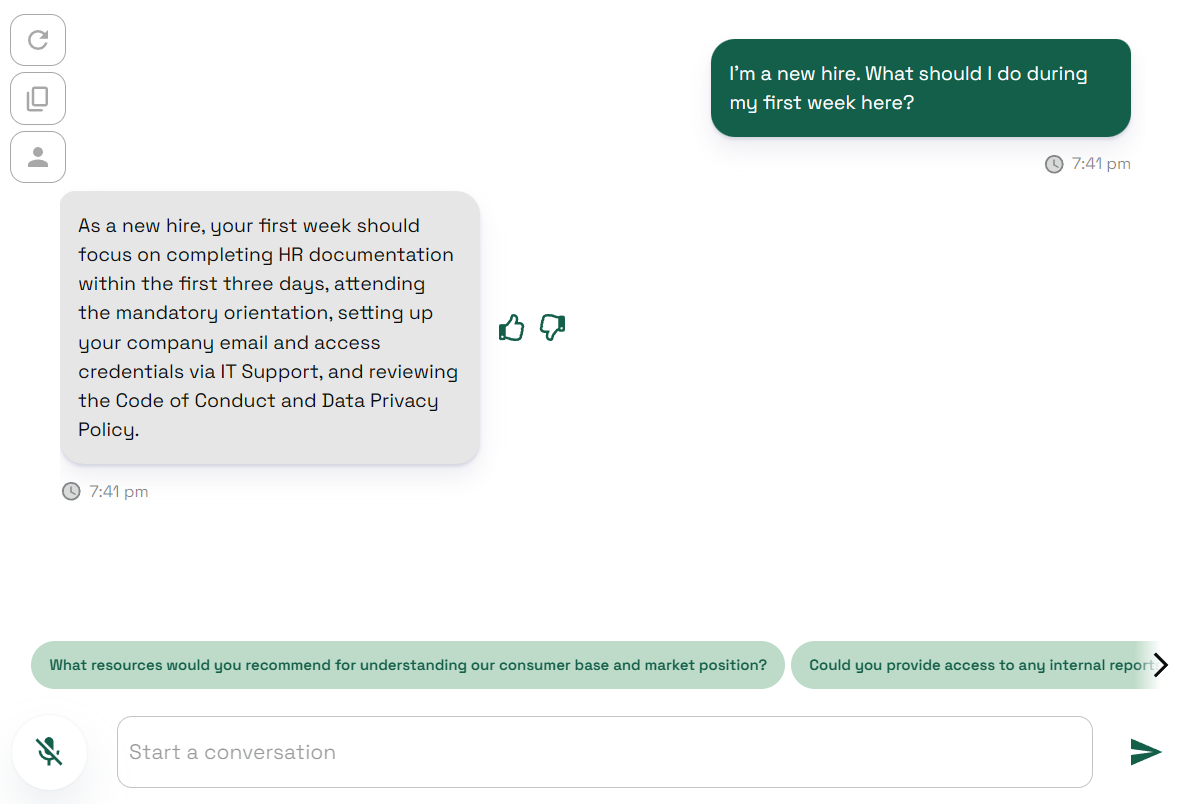 I'm a new hire. What should I do during
my first week here?
7:41 pm
As a new hire, your first week should
focus on completing HR documentation
within the first three days, attending
the mandatory orientation, setting up
your company email and access
credentials via IT Support, and reviewing
the Code of Conduct and Data Privacy
Policy.
7:41 pm
What resources would you recommend for understanding our consumer base and market position?
Could you provide access to any internal report
Start a conversation